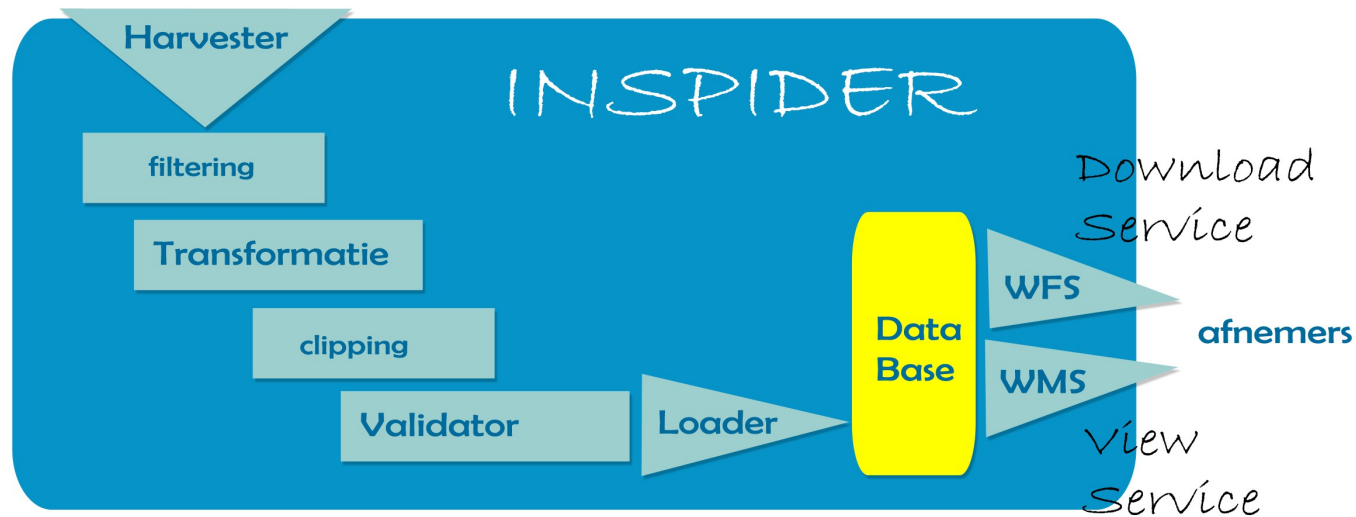 Harvester
INSPIDER
filtering
Transformatie
clipping
Validator
Loader
Data
Base
Download
Service
WFS
afnemers
WMS
View
Service